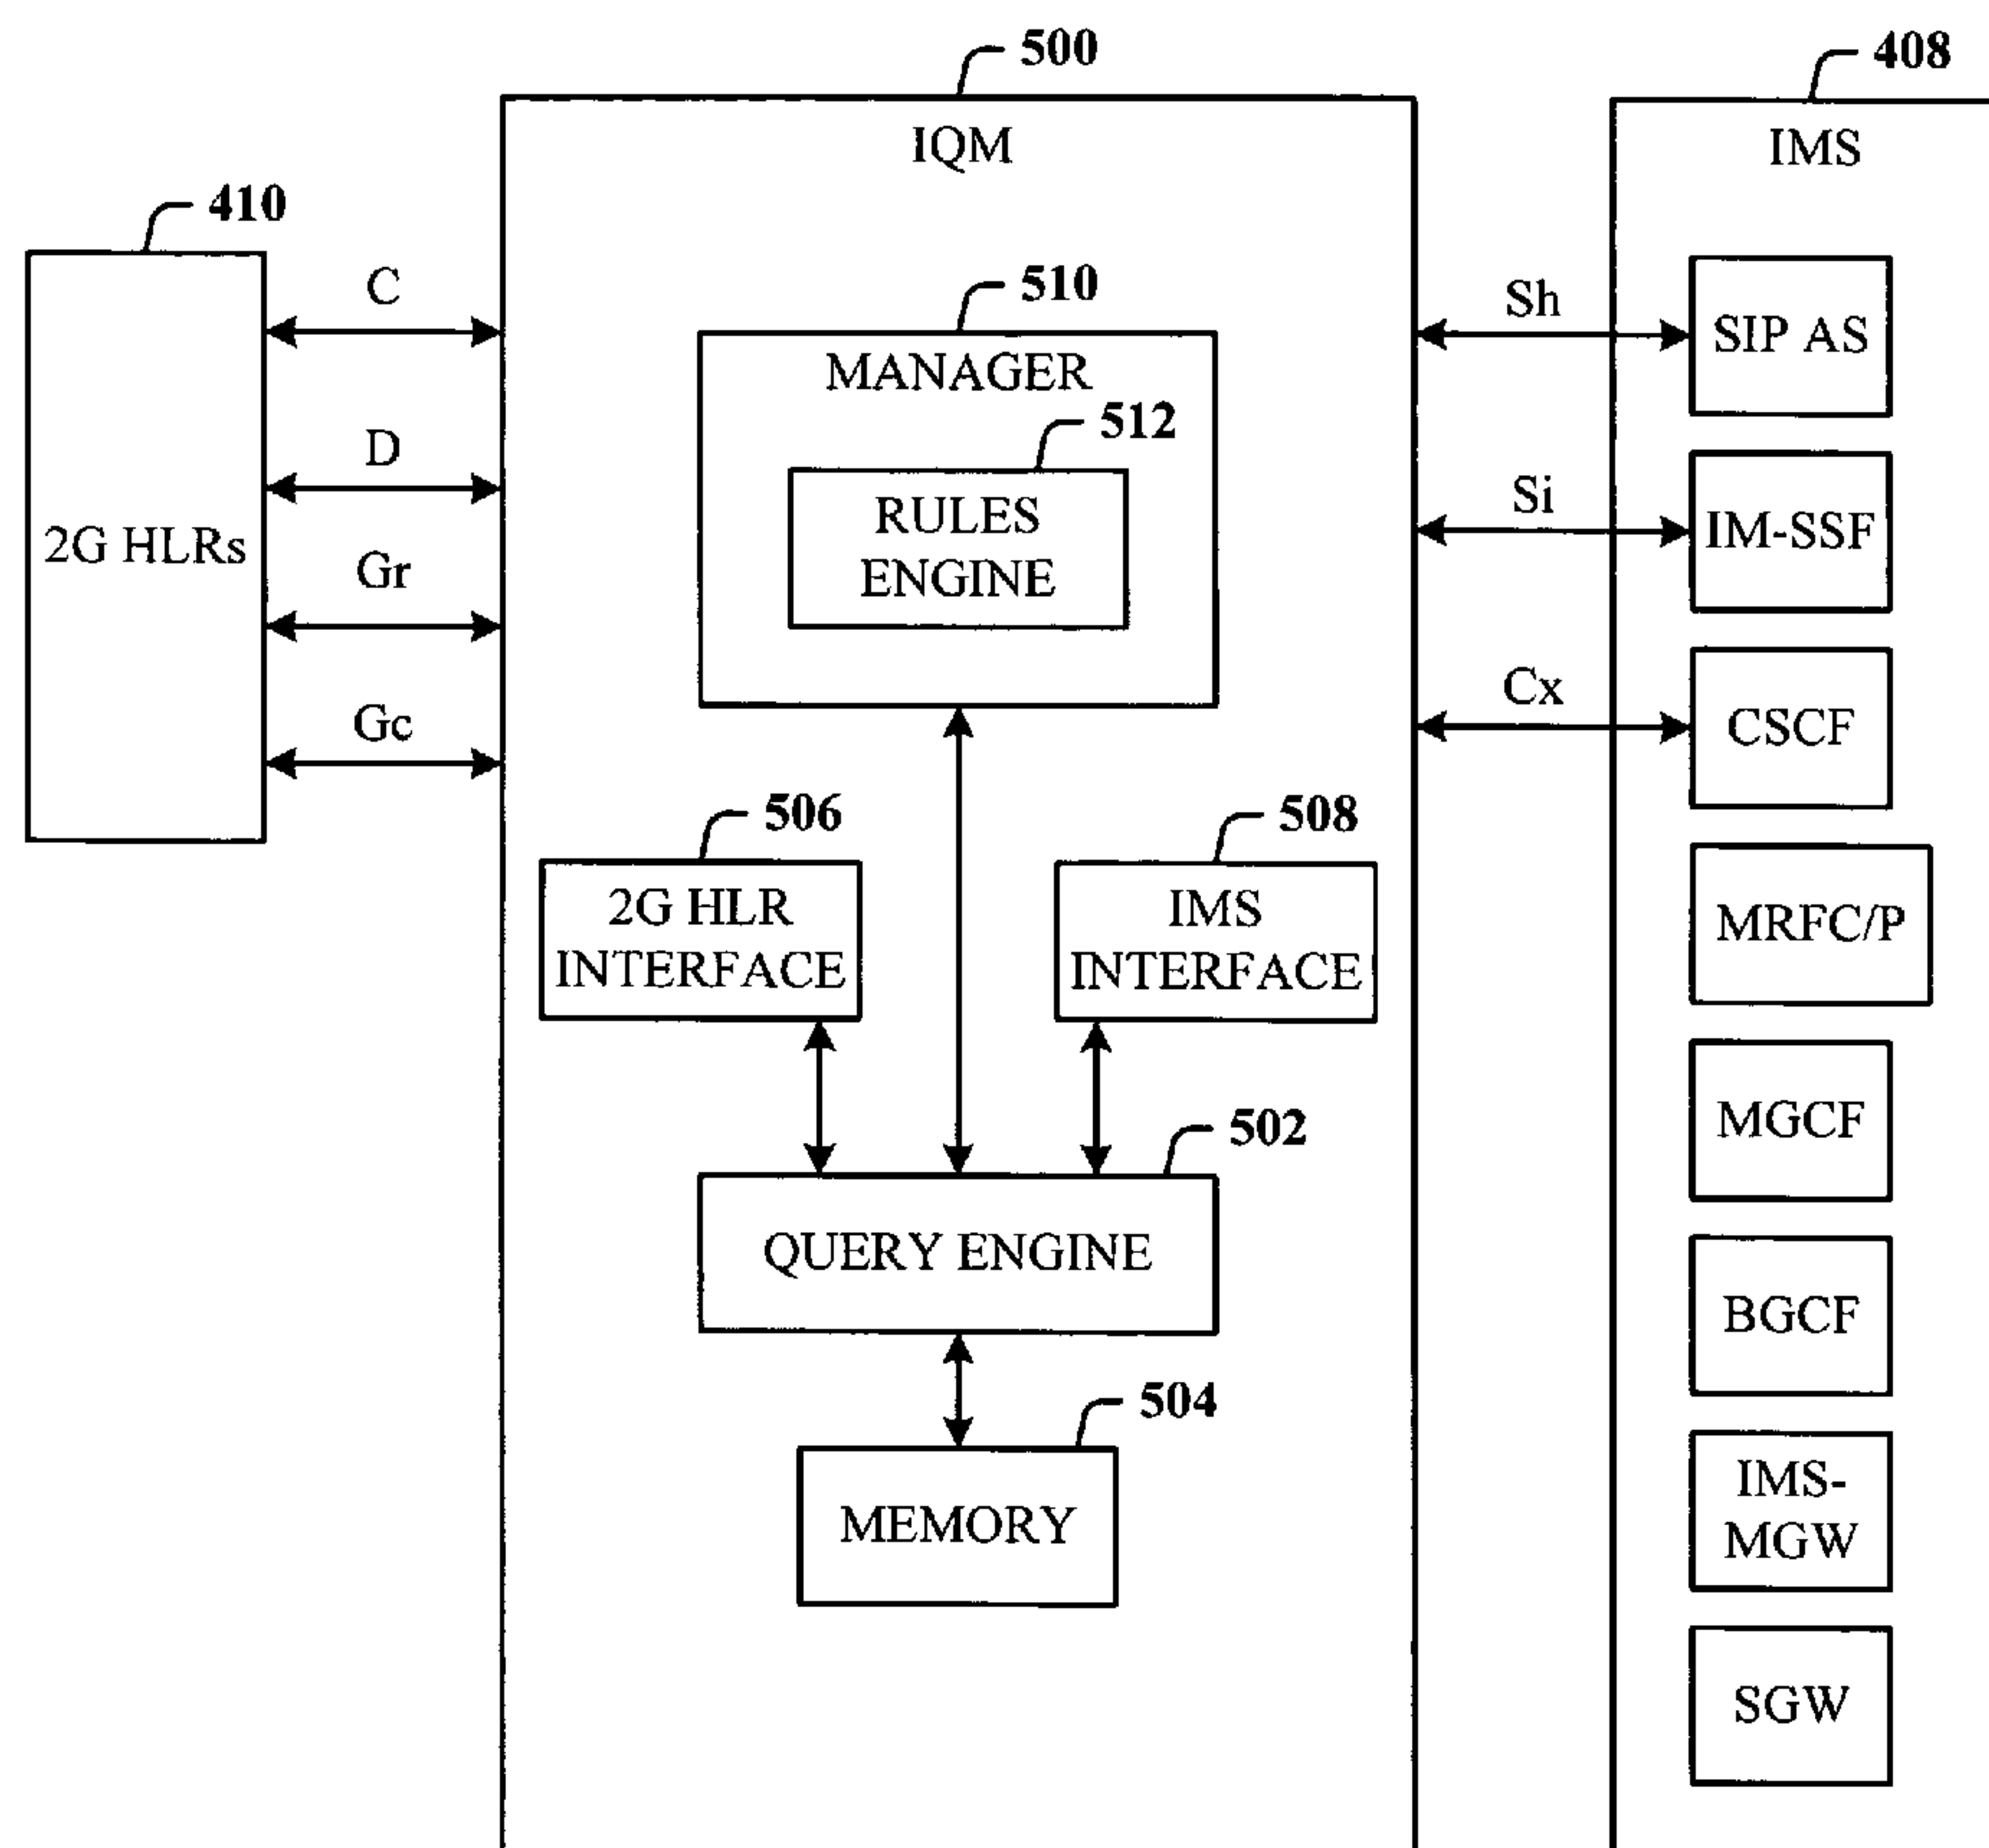 500
408
IQM
IMS
410
C
D
2G HLRs
Gr
Gc
510
MANAGER
512
RULES
ENGINE
Sh
SIP AS
Si
IM-SSF
Cx
CSCF
506
2G HLR
INTERFACE
508
IMS
INTERFACE
MRFC/P
502
QUERY ENGINE
MGCF
BGCF
504
MEMORY
IMS-
MGW
SGW